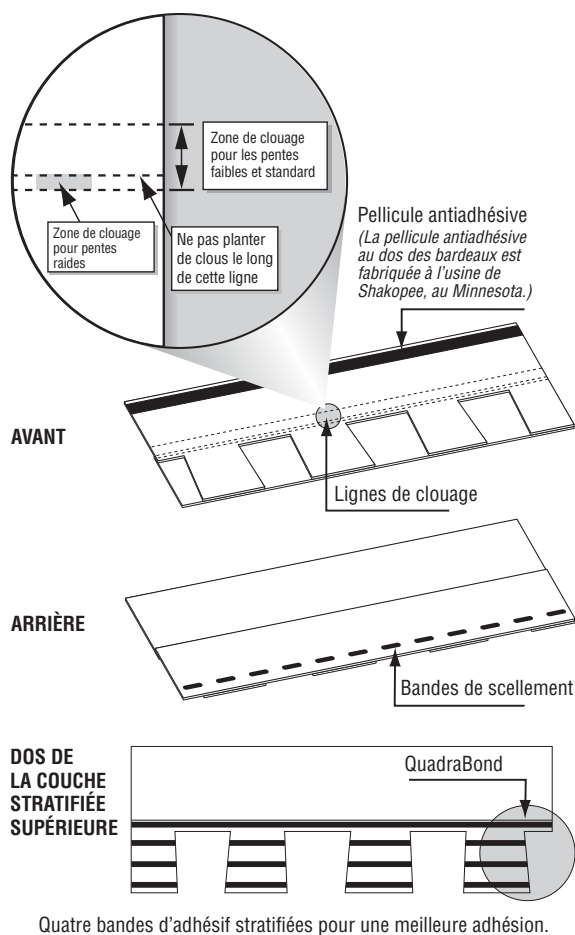 Zone de clouage
pour les pentes
faibles et standard
Zone de clouage
pour pentes
raides
Ne pas planter
de clous le long
de cette ligne
Pellicule antiadhésive
(La pellicule antiadhésive
au dos des bardeaux est
fabriquée à l'usine de
Shakopee, au Minnesota.)
AVANT
Lignes de clouage
ARRIÈRE
Bandes de scellement
DOS DE
LA COUCHE
STRATIFIÉE
SUPÉRIEURE
QuadraBond
Quatre bandes d'adhésif stratifiées pour une meilleure adhésion.